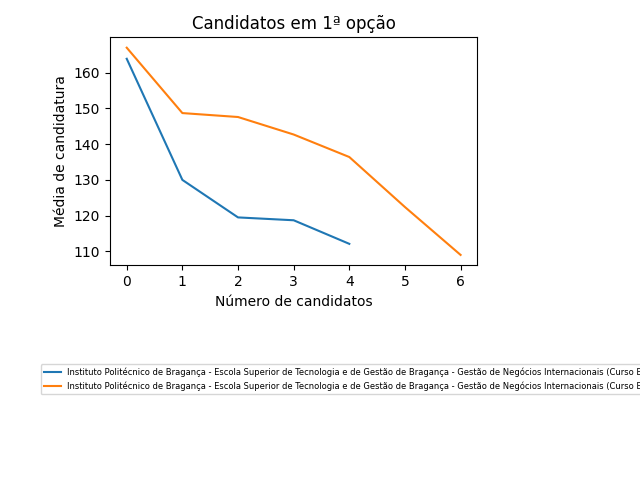 Candidatos em 1ª opção
Média de candidatura
160
150
140
130
120
110
0 1 2 3 4 5 6
Número de candidatos
Instituto Politécnico de Bragança - Escola Superior de Tecnologia e de Gestão de Bragança - Gestão de Negócios Internacionais (Curso
Instituto Politécnico de Bragança - Escola Superior de Tecnologia e de Gestão de Bragança - Gestão de Negócios Internacionais (Curso